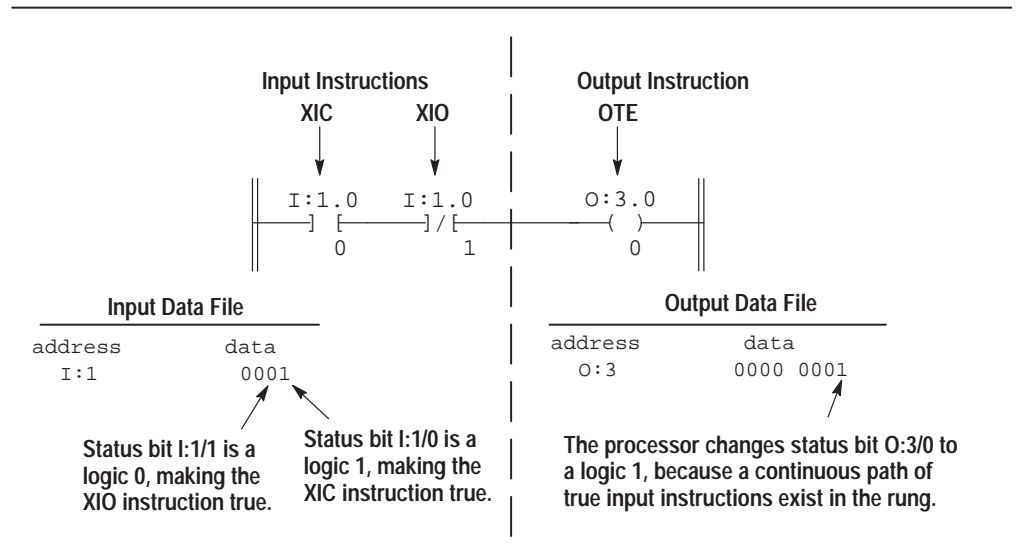 Input Instructions
Output Instruction
XIC
XIO
OTE
I:1.0
I:1.0
O:3.0
] [
]/[
( )
0
1
0
Input Data File
address data
I:1 0001
Status bit I:1/1 is a
logic 0, making the
XIO instruction true.
Status bit I:1/0 is a
logic 1, making the
XIC instruction true.
Output Data File
address data
O:3 0000 0001
The processor changes status bit O:3/0 to
a logic 1, because a continuous path of
true input instructions exist in the rung.